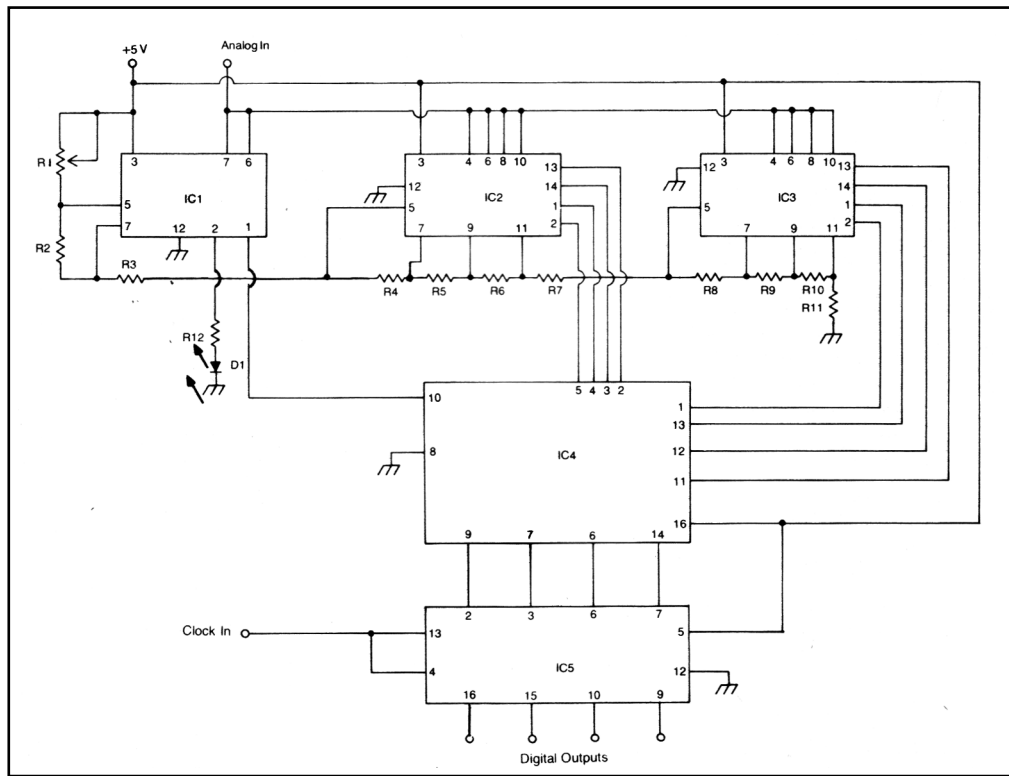 +5 V Analog In
3 7 6 3 4 6 8 10 3 4 6 8 10
R1 13 12 13
12 14 14
5 IC1 5 IC2 1 5 IC3 1
7 12 2 1 2 2
R2 7 9 11 7 9 11
R3 R4 R5 R6 R7 R8 R9 R10
R11
R12
D1
5 4 3 2
10 1
13
8 IC4 12
11
16
9 7 6 14
2 3 6 7
Clock In 13 5
IC5
4 12
16 15 10 9
Digital Outputs